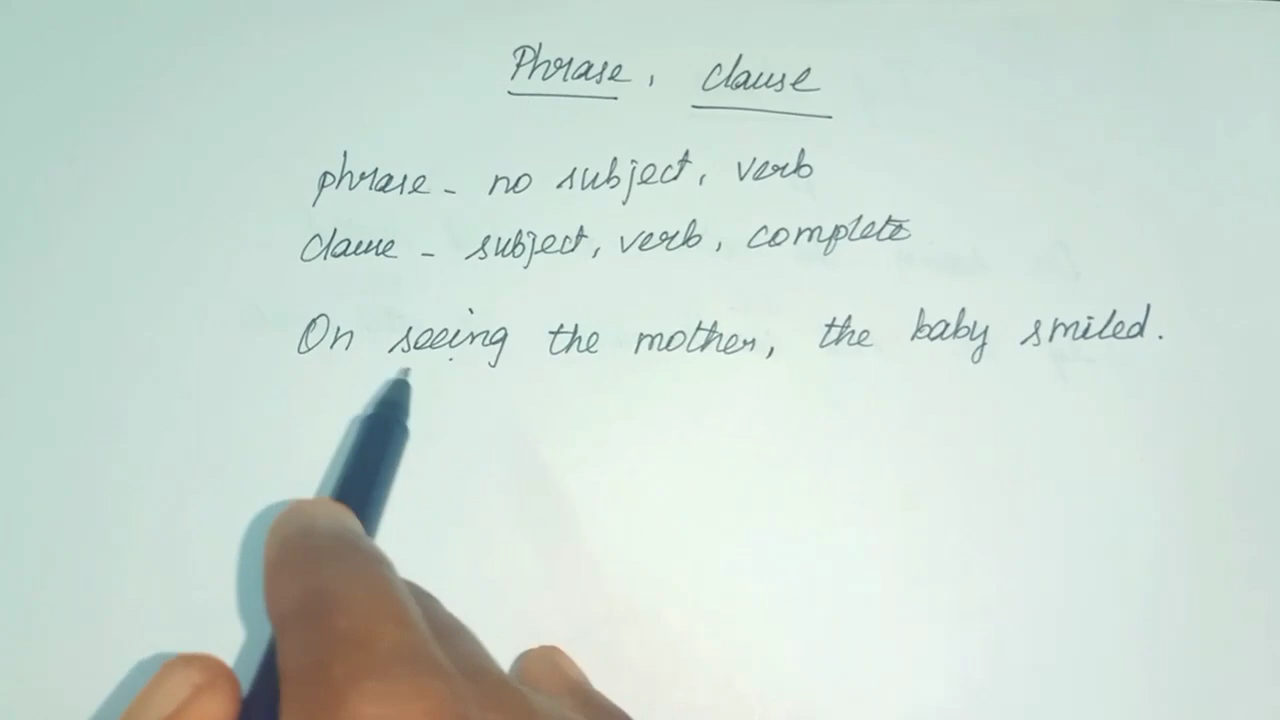 Phrase, Clause
phrase - no subject, verb
clause - subject, verb, complete
On seeing the mother, the baby smiled.